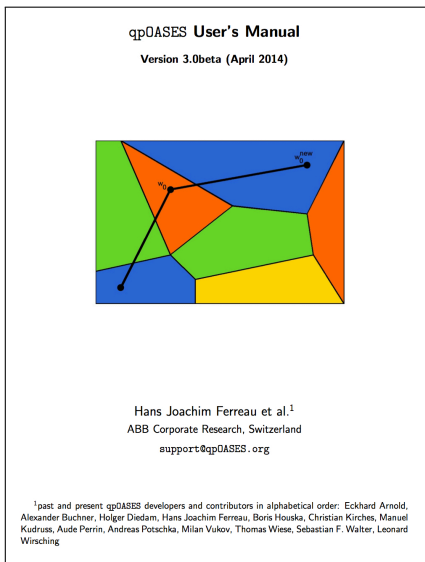 qpOASES User's Manual
Version 3.0beta (April 2014)
w₀ⁿᵉʷ
w₀
Hans Joachim Ferreau et al.¹
ABB Corporate Research, Switzerland
support@qpOASES.org
¹past and present qpOASES developers and contributors in alphabetical order: Eckhard Arnold,
Alexander Buchner, Holger Diedam, Hans Joachim Ferreau, Boris Houska, Christian Kirches, Manuel
Kudruss, Aude Perrin, Andreas Potschka, Milan Vukov, Thomas Wiese, Sebastian F. Walter, Leonard
Wirsching